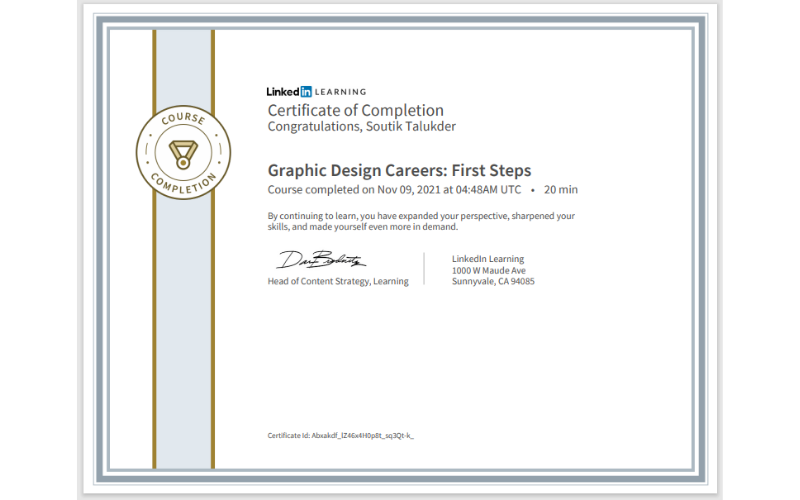 COURSE
COMPLETION
Linked in LEARNING
Certificate of Completion
Congratulations, Soutik Talukder
Graphic Design Careers: First Steps
Course completed on Nov 09, 2021 at 04:48AM UTC • 20 min
By continuing to learn, you have expanded your perspective, sharpened your
skills, and made yourself even more in demand.
Head of Content Strategy, Learning
LinkedIn Learning
1000 W Maude Ave
Sunnyvale, CA 94085
Certificate Id: Abxakdf_lZ46x4H0p8t_sq3Qt-k_